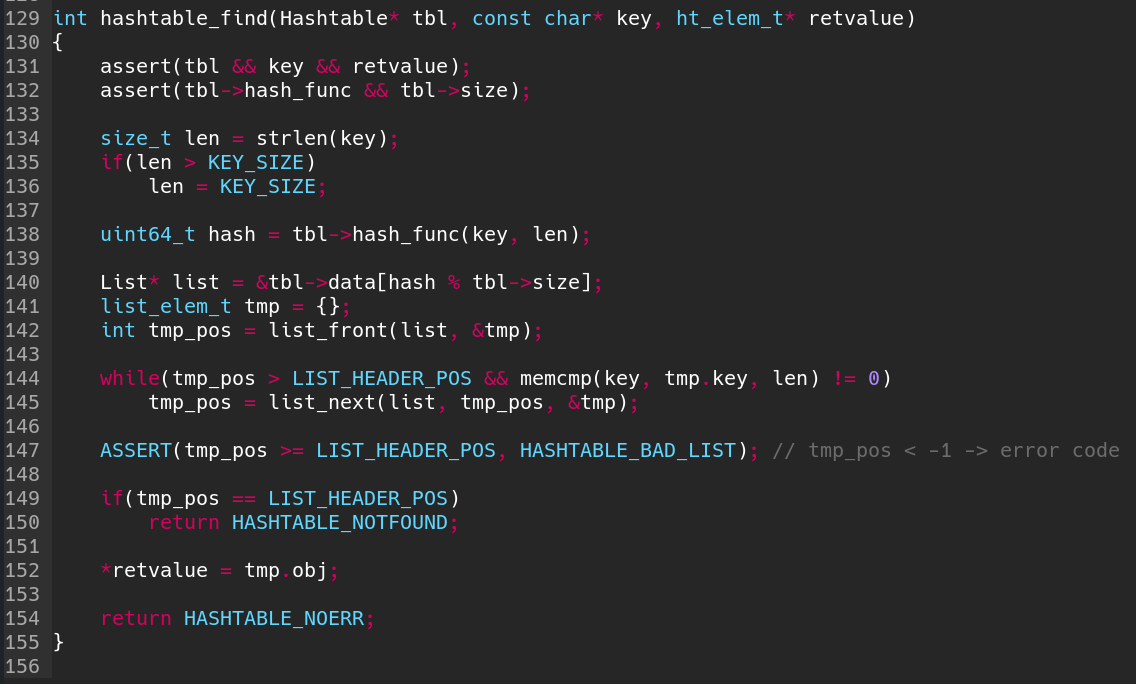 129 int hashtable_find(Hashtable* tbl, const char* key, ht_elem_t* retvalue)
130 {
131     assert(tbl && key && retvalue);
132     assert(tbl->hash_func && tbl->size);
133
134     size_t len = strlen(key);
135     if(len > KEY_SIZE)
136         len = KEY_SIZE;
137
138     uint64_t hash = tbl->hash_func(key, len);
139
140     List* list = &tbl->data[hash % tbl->size];
141     list_elem_t tmp = {};
142     int tmp_pos = list_front(list, &tmp);
143
144     while(tmp_pos > LIST_HEADER_POS && memcmp(key, tmp.key, len) != 0)
145         tmp_pos = list_next(list, tmp_pos, &tmp);
146
147     ASSERT(tmp_pos >= LIST_HEADER_POS, HASHTABLE_BAD_LIST); // tmp_pos < -1 -> error code
148
149     if(tmp_pos == LIST_HEADER_POS)
150         return HASHTABLE_NOTFOUND;
151
152     *retvalue = tmp.obj;
153
154     return HASHTABLE_NOERR;
155 }
156